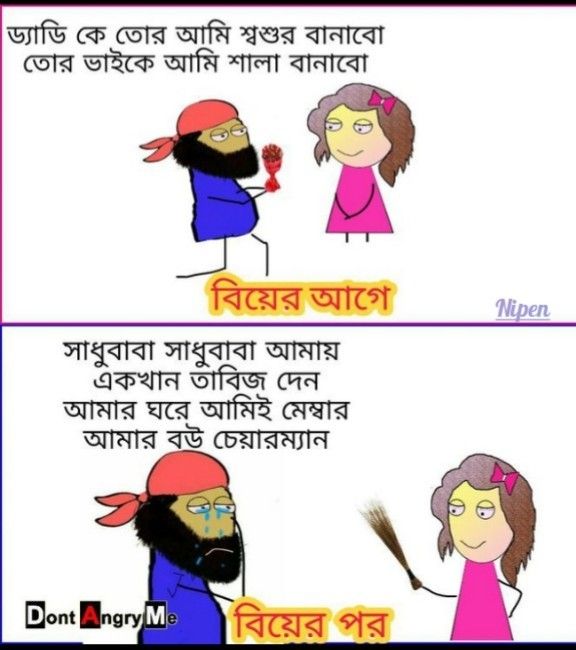 ড্যাডি কে তোর আমি শ্বশুর বানাবো
তোর ভাইকে আমি শালা বানাবো
বিয়ের আগে
Nipen
সাধুবাবা সাধুবাবা আমায়
একখান তাবিজ দেন
আমার ঘরে আমিই মেম্বার
আমার বউ চেয়ারম্যান
Dont Angry Me
বিয়ের পর